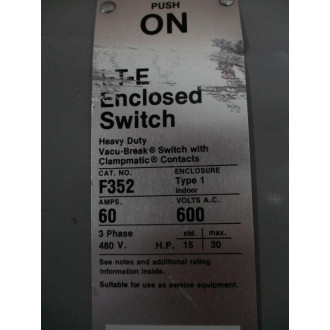 PUSH
ON
I-T-E
Enclosed
Switch
Heavy Duty
Vacu-Break® Switch with
Clampmatic® Contacts
CAT. NO. ENCLOSURE
F352 Type 1
Indoor
AMPS. VOLTS A.C.
60 600
3 Phase std. max.
480 V. H.P. 15 30
See notes and additional rating
information inside.
Suitable for use as service equipment.